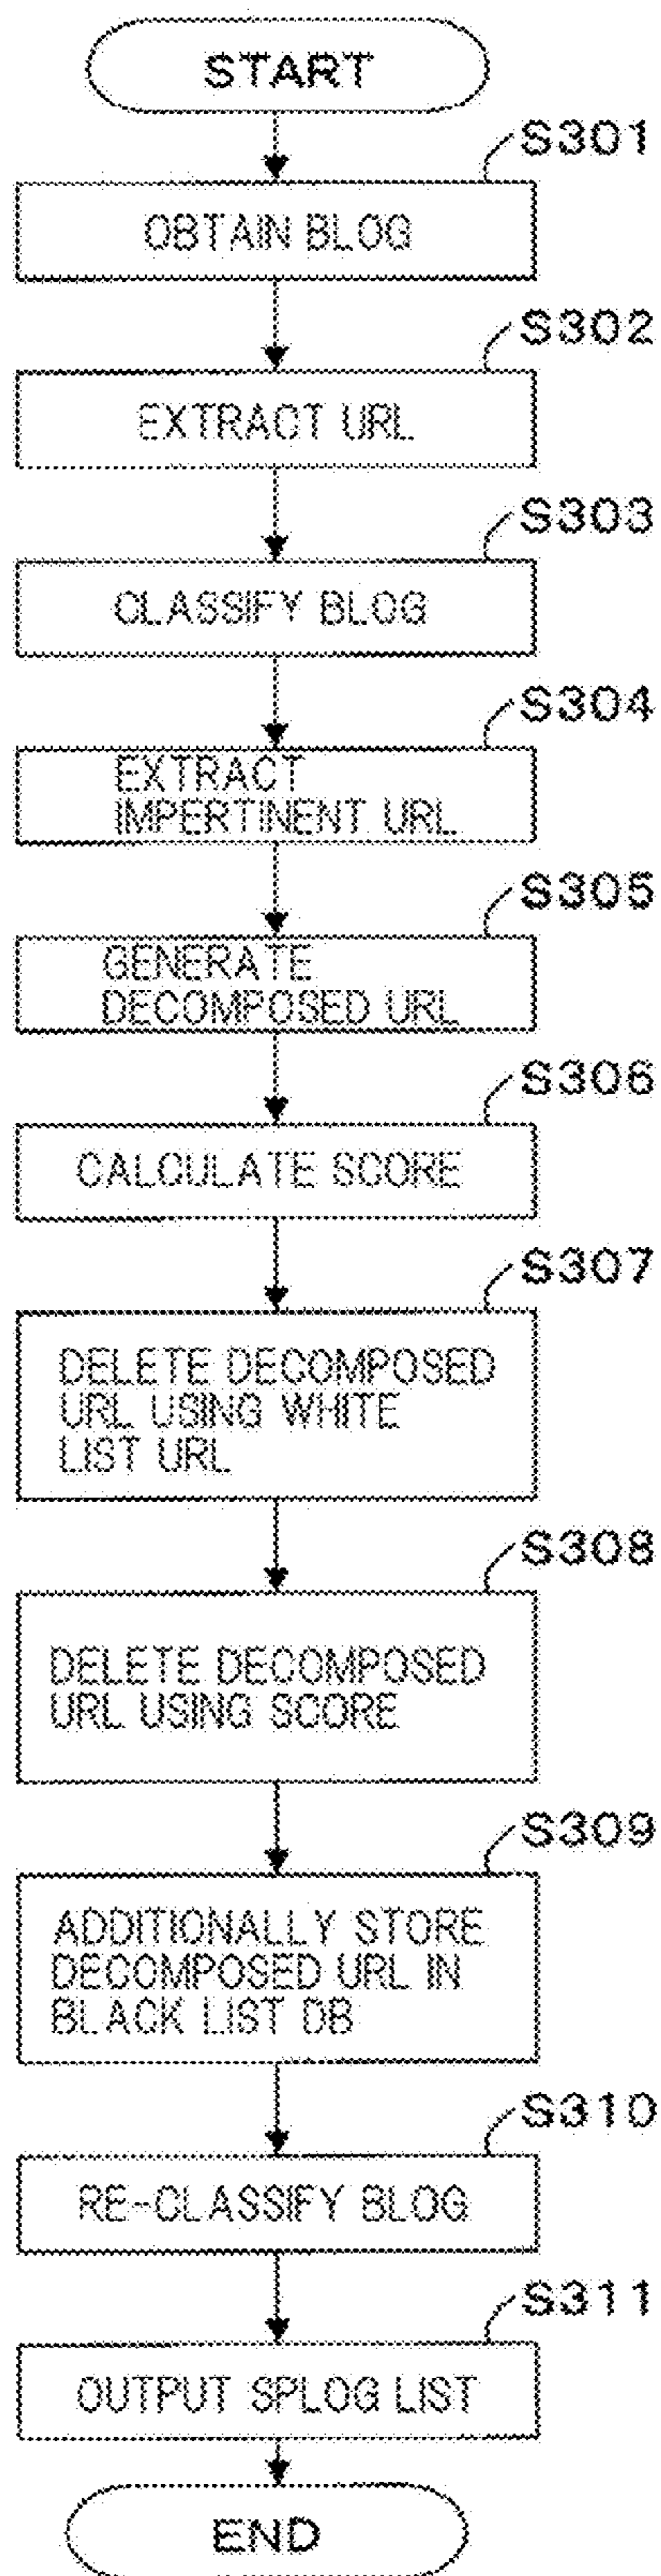 START
S301
OBTAIN BLOG
S302
EXTRACT URL
S303
CLASSIFY BLOG
S304
EXTRACT
IMPERTINENT URL
S305
GENERATE
DECOMPOSED URL
S306
CALCULATE SCORE
S307
DELETE DECOMPOSED
URL USING WHITE
LIST URL
S308
DELETE DECOMPOSED
URL USING SCORE
S309
ADDITIONALLY STORE
DECOMPOSED URL IN
BLACK LIST DB
S310
RE-CLASSIFY BLOG
S311
OUTPUT SPLOG LIST
END